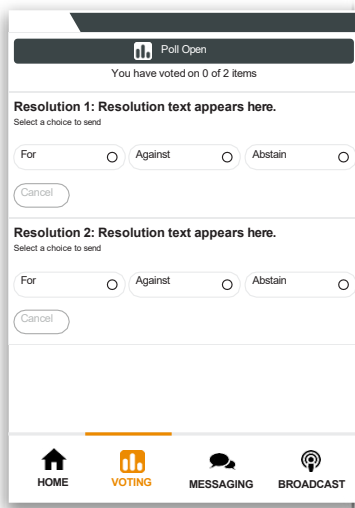 Poll Open
You have voted on 0 of 2 items
Resolution 1: Resolution text appears here.
Select a choice to send
For Against Abstain
Cancel
Resolution 2: Resolution text appears here.
Select a choice to send
For Against Abstain
Cancel
HOME VOTING MESSAGING BROADCAST